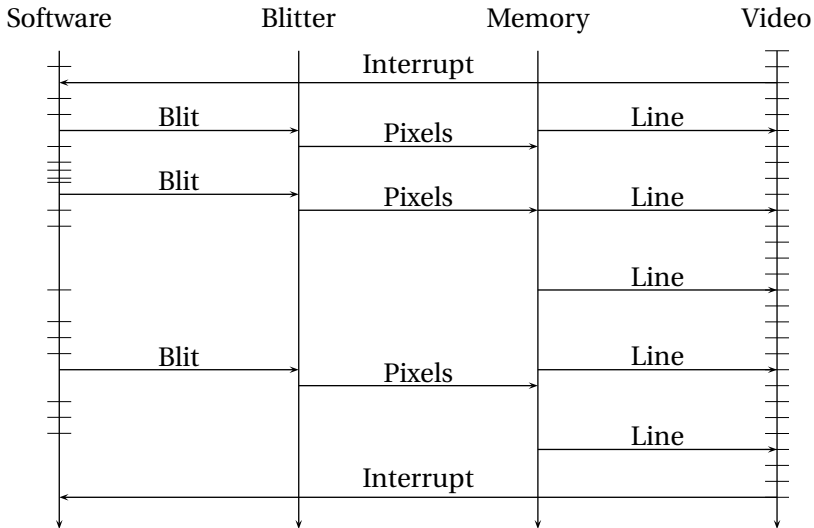 Software Blitter Memory Video
Interrupt
Blit Pixels Line
Blit Pixels Line
Line
Blit Pixels Line
Line
Interrupt